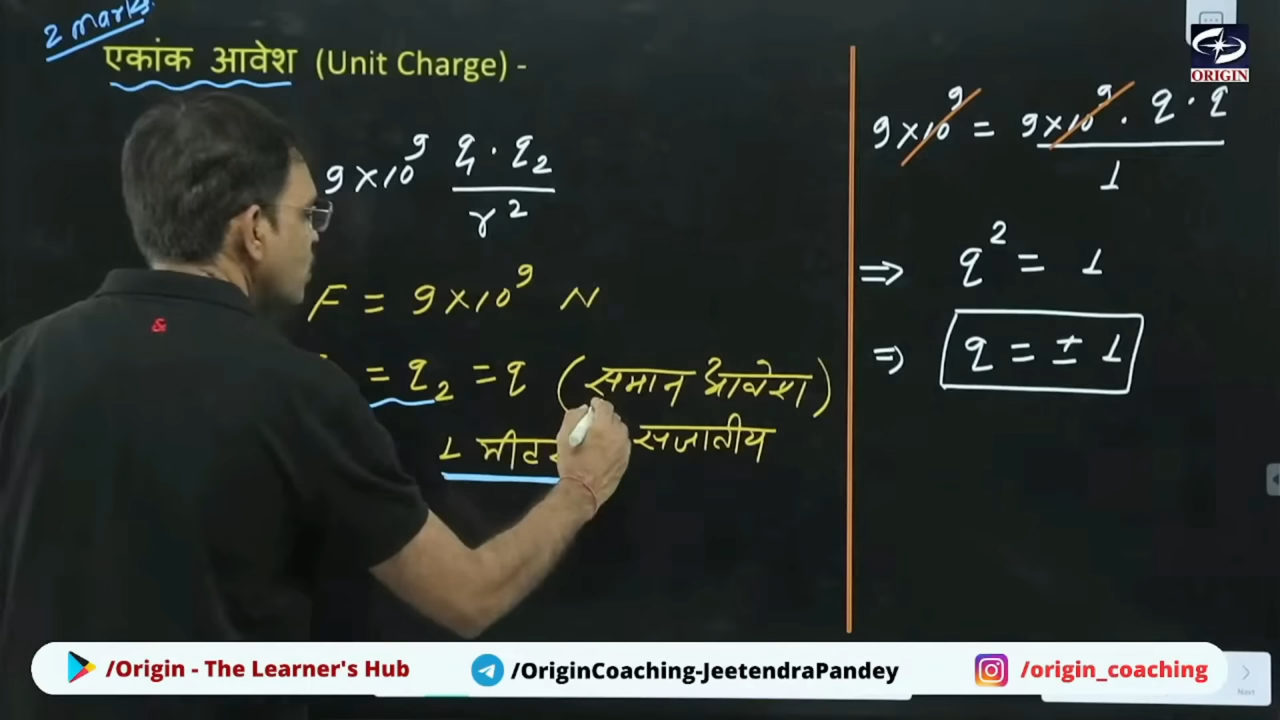 2 marks
एकांक आवेश (Unit Charge) -
9×10⁹ q₁·q₂
r²
F = 9×10⁹ N
= q₂ = q (समान आवेश)
1 मीटर सजातीय
ORIGIN
9×10⁹ = 9×10⁹ · q · q
1
⇒ q² = 1
⇒ q = ± 1
&
/Origin - The Learner's Hub
/OriginCoaching-JeetendraPandey
/origin_coaching
Next